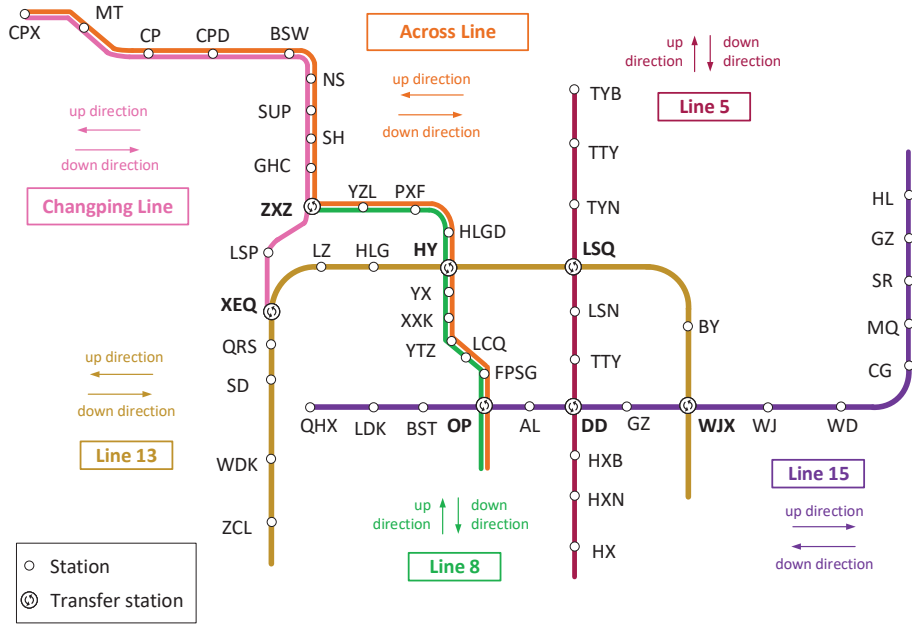 CPX
MT
CP
CPD
BSW
Across Line
up
direction
down
direction
Line 5
TYB
NS
up direction
down direction
up direction
down direction
SUP
SH
GHC
TTY
Changping Line
ZXZ
YZL
PXF
TYN
HL
HLGD
GZ
LSP
LZ
HLG
HY
LSQ
SR
XEQ
YX
XXK
LSN
BY
MQ
QRS
YTZ
LCQ
TTY
CG
up direction
down direction
SD
FPSG
Line 13
QHX
LDK
BST
OP
AL
DD
GZ
WJX
WJ
WD
WDK
HXB
Line 15
up
direction
down
direction
HXN
up direction
down direction
ZCL
HX
Line 8
Station
Transfer station